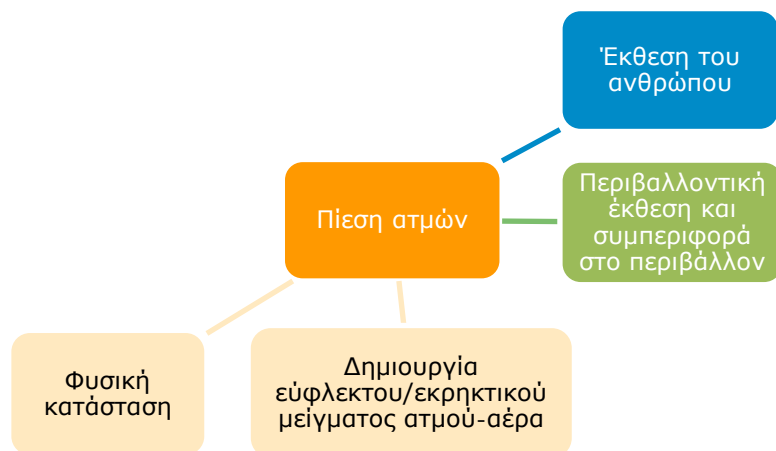 Έκθεση του
ανθρώπου
Πίεση ατμών
Περιβαλλοντική
έκθεση και
συμπεριφορά
στο περιβάλλον
Φυσική
κατάσταση
Δημιουργία
εύφλεκτου/εκρηκτικού
μείγματος ατμού-αέρα